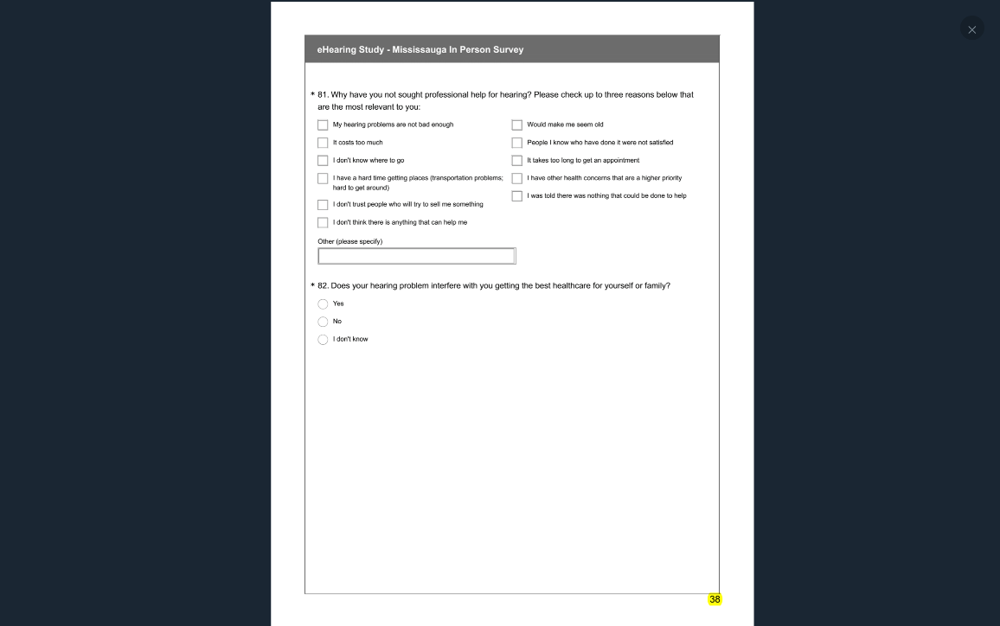 eHearing Study - Mississauga In Person Survey
* 81. Why have you not sought professional help for hearing? Please check up to three reasons below that
are the most relevant to you:
My hearing problems are not bad enough
It costs too much
I don't know where to go
I have a hard time getting places (transportation problems;
hard to get around)
I don't trust people who will try to sell me something
I don't think there is anything that can help me
Would make me seem old
People I know who have done it were not satisfied
It takes too long to get an appointment
I have other health concerns that are a higher priority
I was told there was nothing that could be done to help
Other (please specify)
* 82. Does your hearing problem interfere with you getting the best healthcare for yourself or family?
Yes
No
I don't know
38